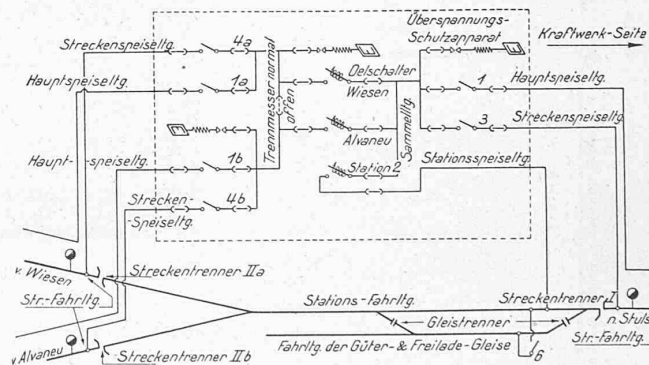 Überspannungs-
Schutzapparat
Kraftwerk-Seite
Streckenspeiseltg.
4a
Hauptspeiseltg.
1a
Trennmesser normal
offen
Oelschalter
Wiesen
1
Hauptspeiseltg.
Alvaneu
Sammelltg.
3
Streckenspeiseltg.
Haupt-
-speiseltg.
1b
Station 2
Stationsspeiseltg.
Strecken-
-Speiseltg.
4b
v. Wiesen
Streckentrenner IIa
Str.-Fahrltg.
Stations-Fahrltg.
Streckentrenner I
Gleistrenner
n. Stuls
v. Alvaneu
Streckentrenner IIb
Fahrltg. der Güter- & Freilade-Gleise
6
Str.-Fahrltg.